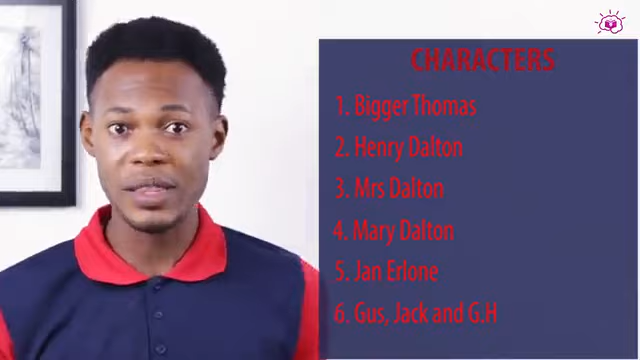 CHARACTERS
1. Bigger Thomas
2. Henry Dalton
3. Mrs Dalton
4. Mary Dalton
5. Jan Erlone
6. Gus, Jack and G.H